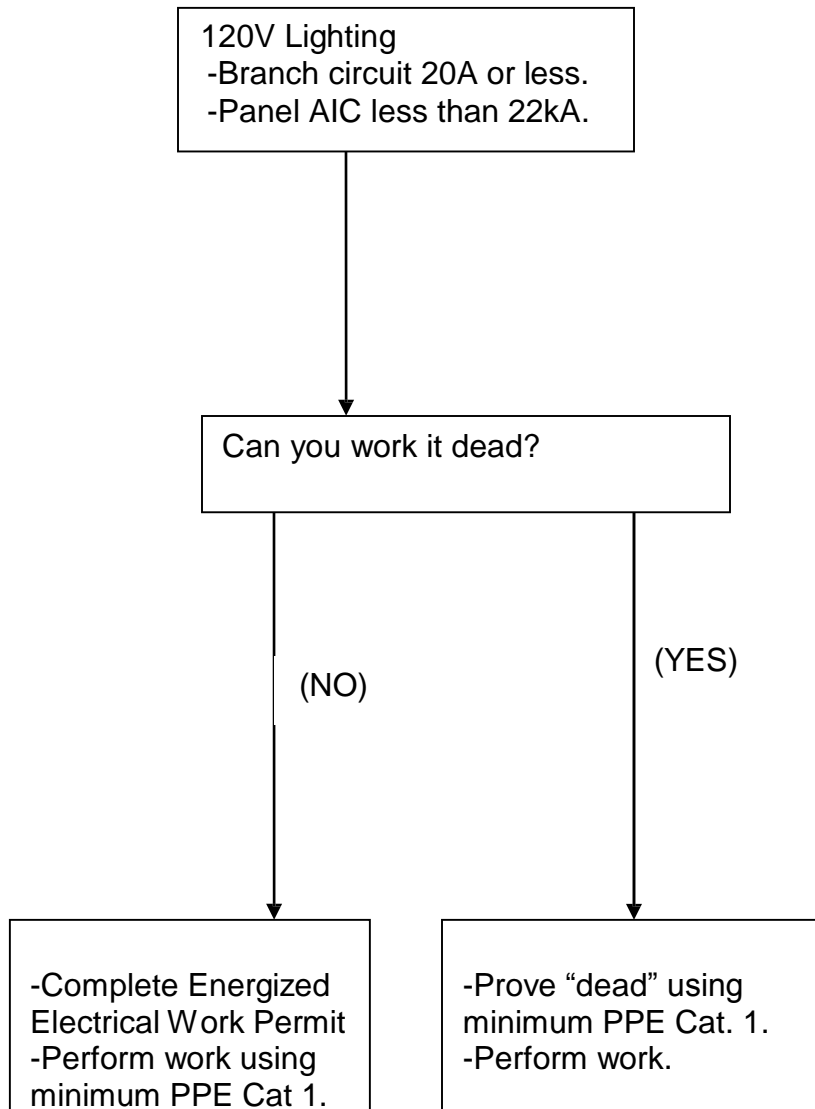 120V Lighting
-Branch circuit 20A or less.
-Panel AIC less than 22kA.
Can you work it dead?
(NO)
(YES)
-Complete Energized
Electrical Work Permit
-Perform work using
minimum PPE Cat 1.
-Prove “dead” using
minimum PPE Cat. 1.
-Perform work.